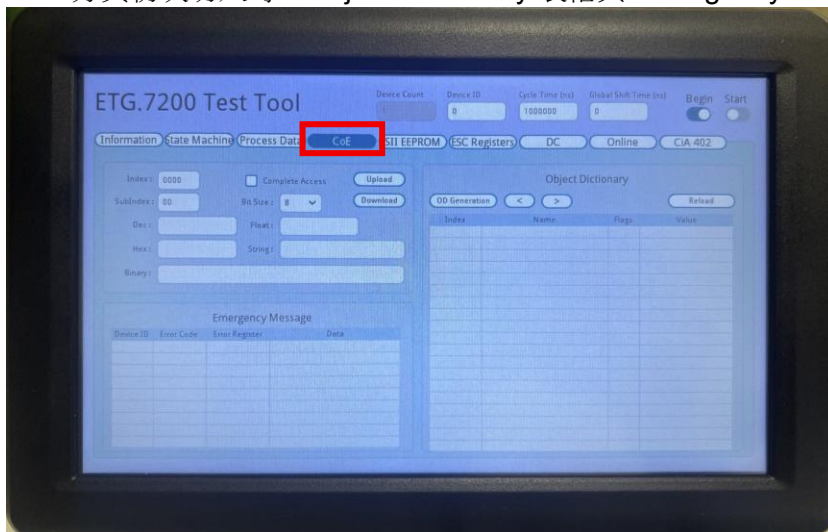 ETG.7200 Test Tool
Device Count Device ID Cycle Time (ns) Global Shift Time (ns) Begin Start
0 1000000 0
Information State Machine Process Data CoE SII EEPROM ESC Registers DC Online CiA 402
Index: 0000 Complete Access Upload
SubIndex: 00 Bit Size: 8 Download
Dec: Float:
Hex: String:
Binary:
Object Dictionary
OD Generation < > Reload
Index Name Flags Value
Emergency Message
Device ID Error Code Error Register Data